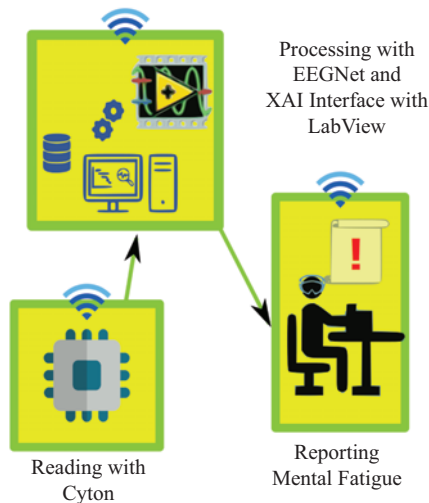 Processing with
EEGNet and
XAI Interface with
LabView
!
Reading with
Cyton
Reporting
Mental Fatigue